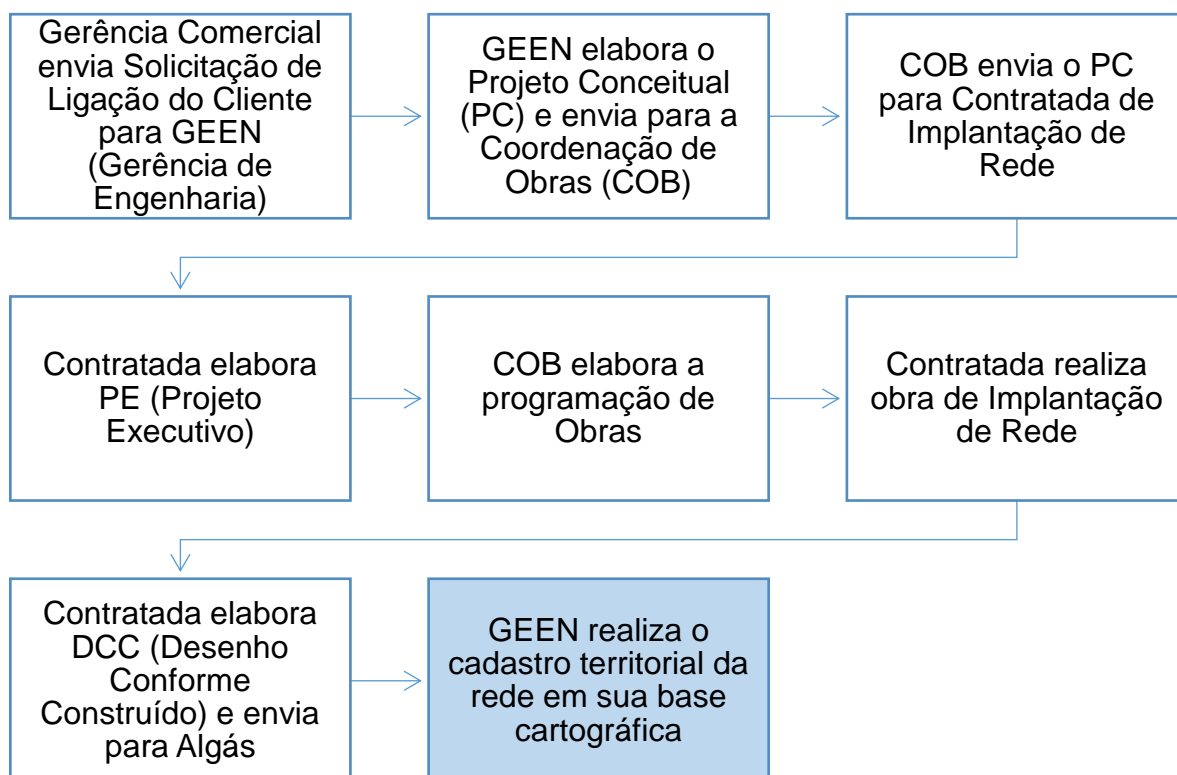 Gerência Comercial
envia Solicitação de
Ligação do Cliente
para GEEN
(Gerência de
Engenharia)
GEEN elabora o
Projeto Conceitual
(PC) e envia para a
Coordenação de
Obras (COB)
COB envia o PC
para Contratada de
Implantação de
Rede
Contratada elabora
PE (Projeto
Executivo)
COB elabora a
programação de
Obras
Contratada realiza
obra de Implantação
de Rede
Contratada elabora
DCC (Desenho
Conforme
Construído) e envia
para Algás
GEEN realiza o
cadastro territorial da
rede em sua base
cartográfica